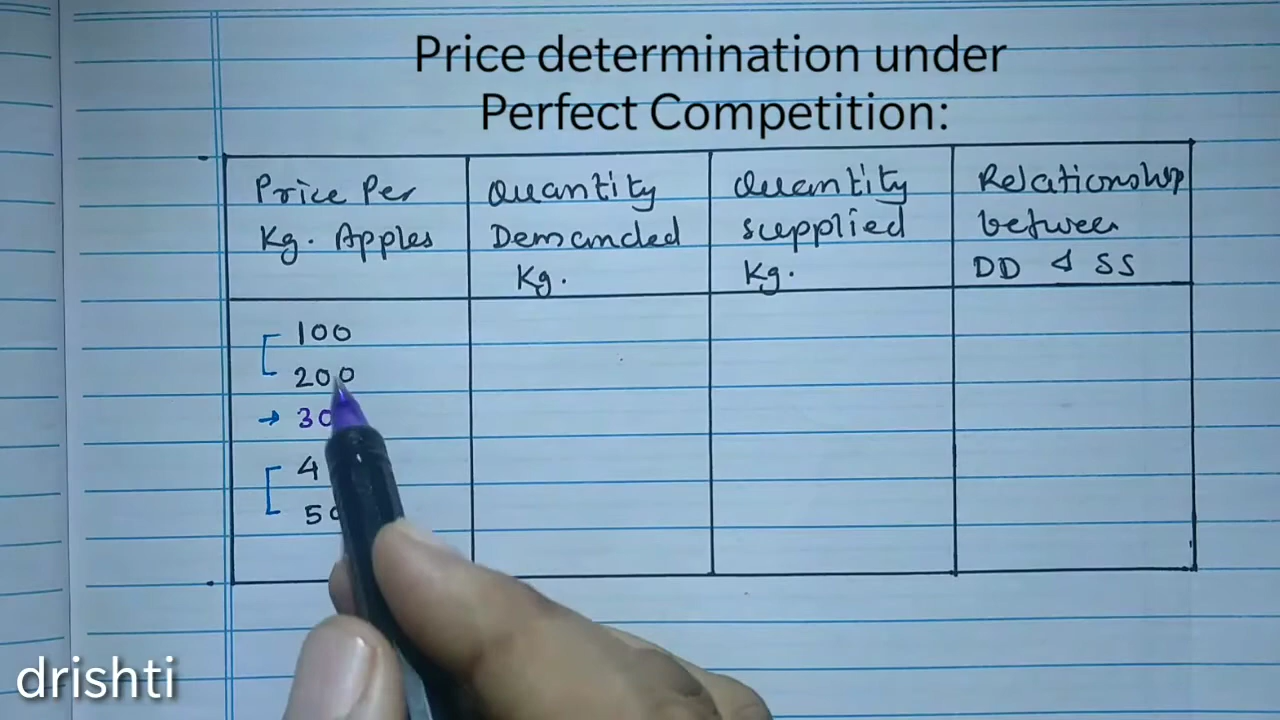 Price determination under
Perfect Competition:
Price Per
Kg. Apples
Quantity
Demanded
Kg.
Quantity
supplied
Kg.
Relationship
between
DD & SS
100
200
→
drishti